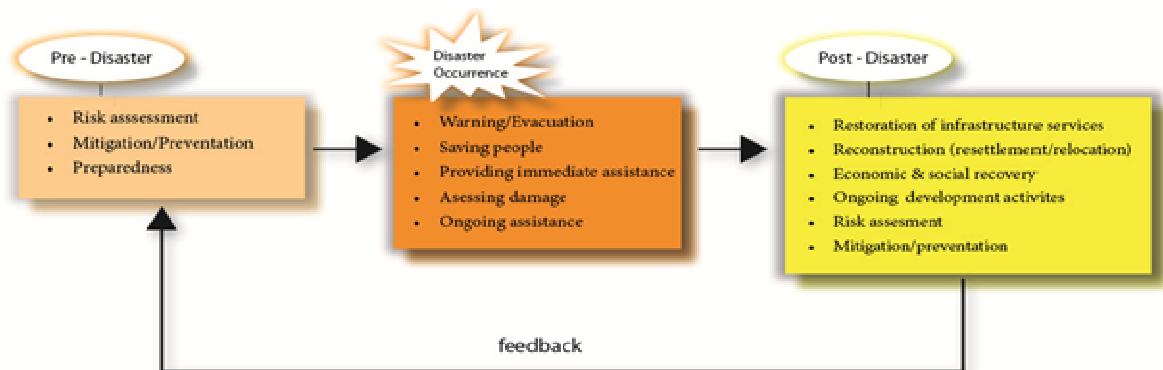 Pre - Disaster
• Risk asssessment
• Mitigation/Preventation
• Preparedness
Disaster
Occurrence
• Warning/Evacuation
• Saving people
• Providing immediate assistance
• Asessing damage
• Ongoing assistance
Post - Disaster
• Restoration of infrastructure services
• Reconstruction (resettlement/relocation)
• Economic & social recovery
• Ongoing development activites
• Risk assesment
• Mitigation/preventation
feedback